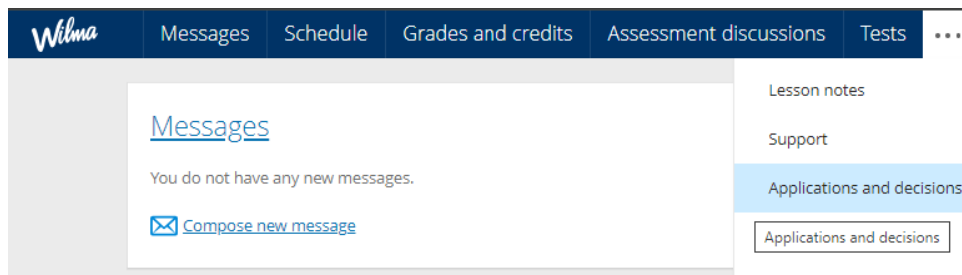 Wilma Messages Schedule Grades and credits Assessment discussions Tests ...
Lesson notes
Messages
Support
You do not have any new messages.
Applications and decisions
Compose new message
Applications and decisions